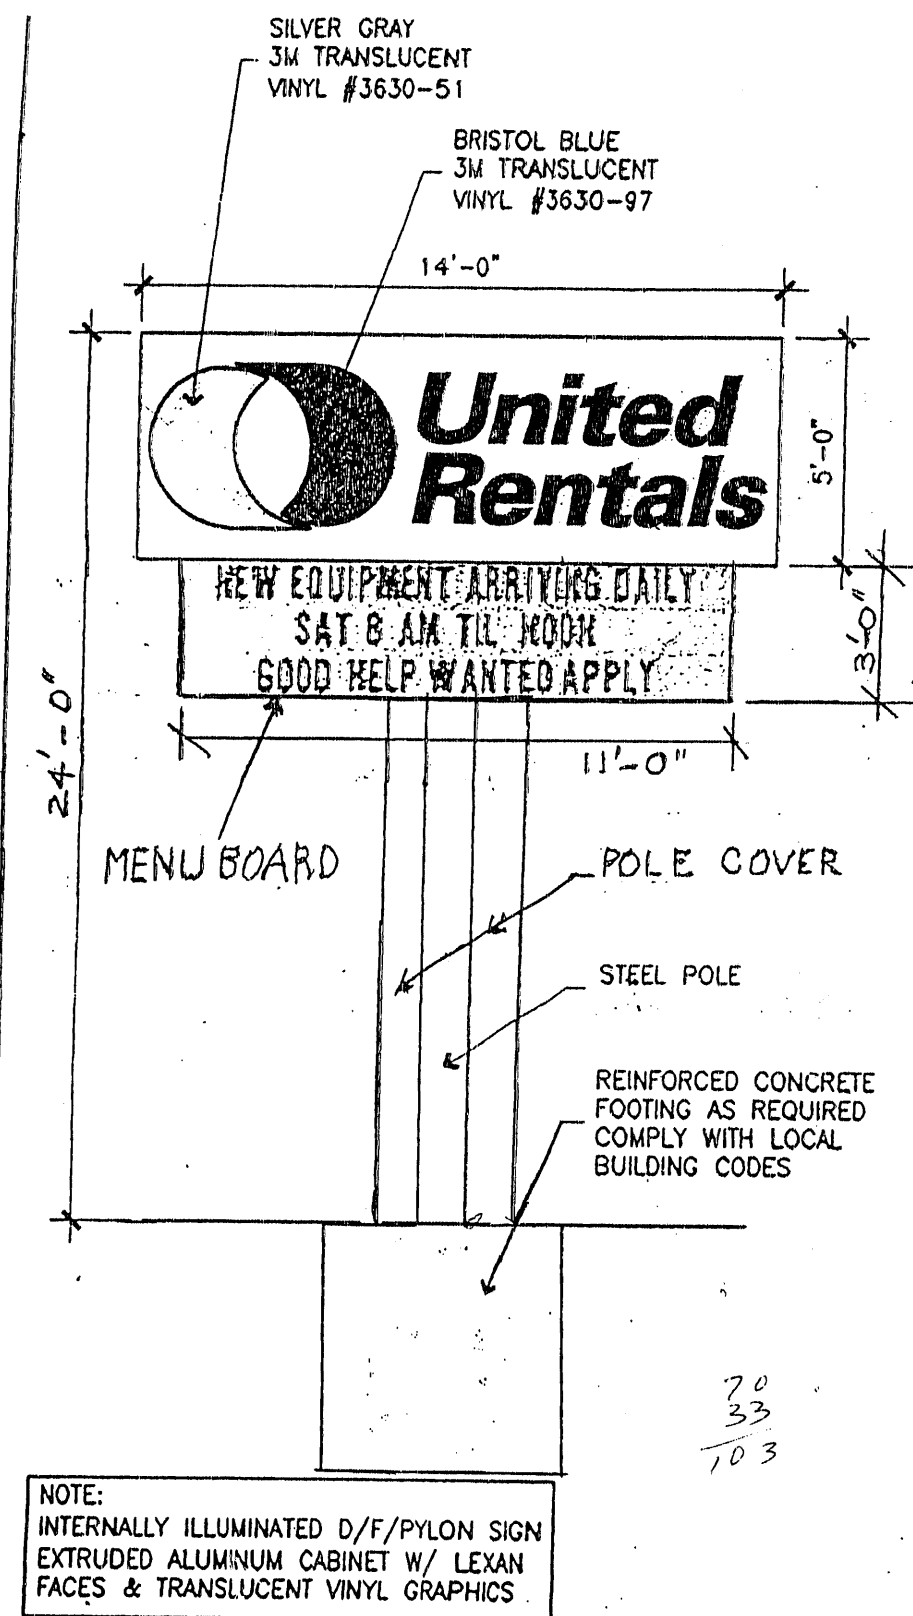 SILVER GRAY
3M TRANSLUCENT
VINYL #3630-51
BRISTOL BLUE
3M TRANSLUCENT
VINYL #3630-97
14'-0"
United
Rentals
5'-0"
NEW EQUIPMENT ARRIVING DAILY
SAT 8 AM TIL NOON
GOOD HELP WANTED APPLY
3'-0"
24'-0"
11'-0"
MENU BOARD
POLE COVER
STEEL POLE
REINFORCED CONCRETE
FOOTING AS REQUIRED
COMPLY WITH LOCAL
BUILDING CODES
70
33
103
NOTE:
INTERNALLY ILLUMINATED D/F/PYLON SIGN
EXTRUDED ALUMINUM CABINET W/ LEXAN
FACES & TRANSLUCENT VINYL GRAPHICS